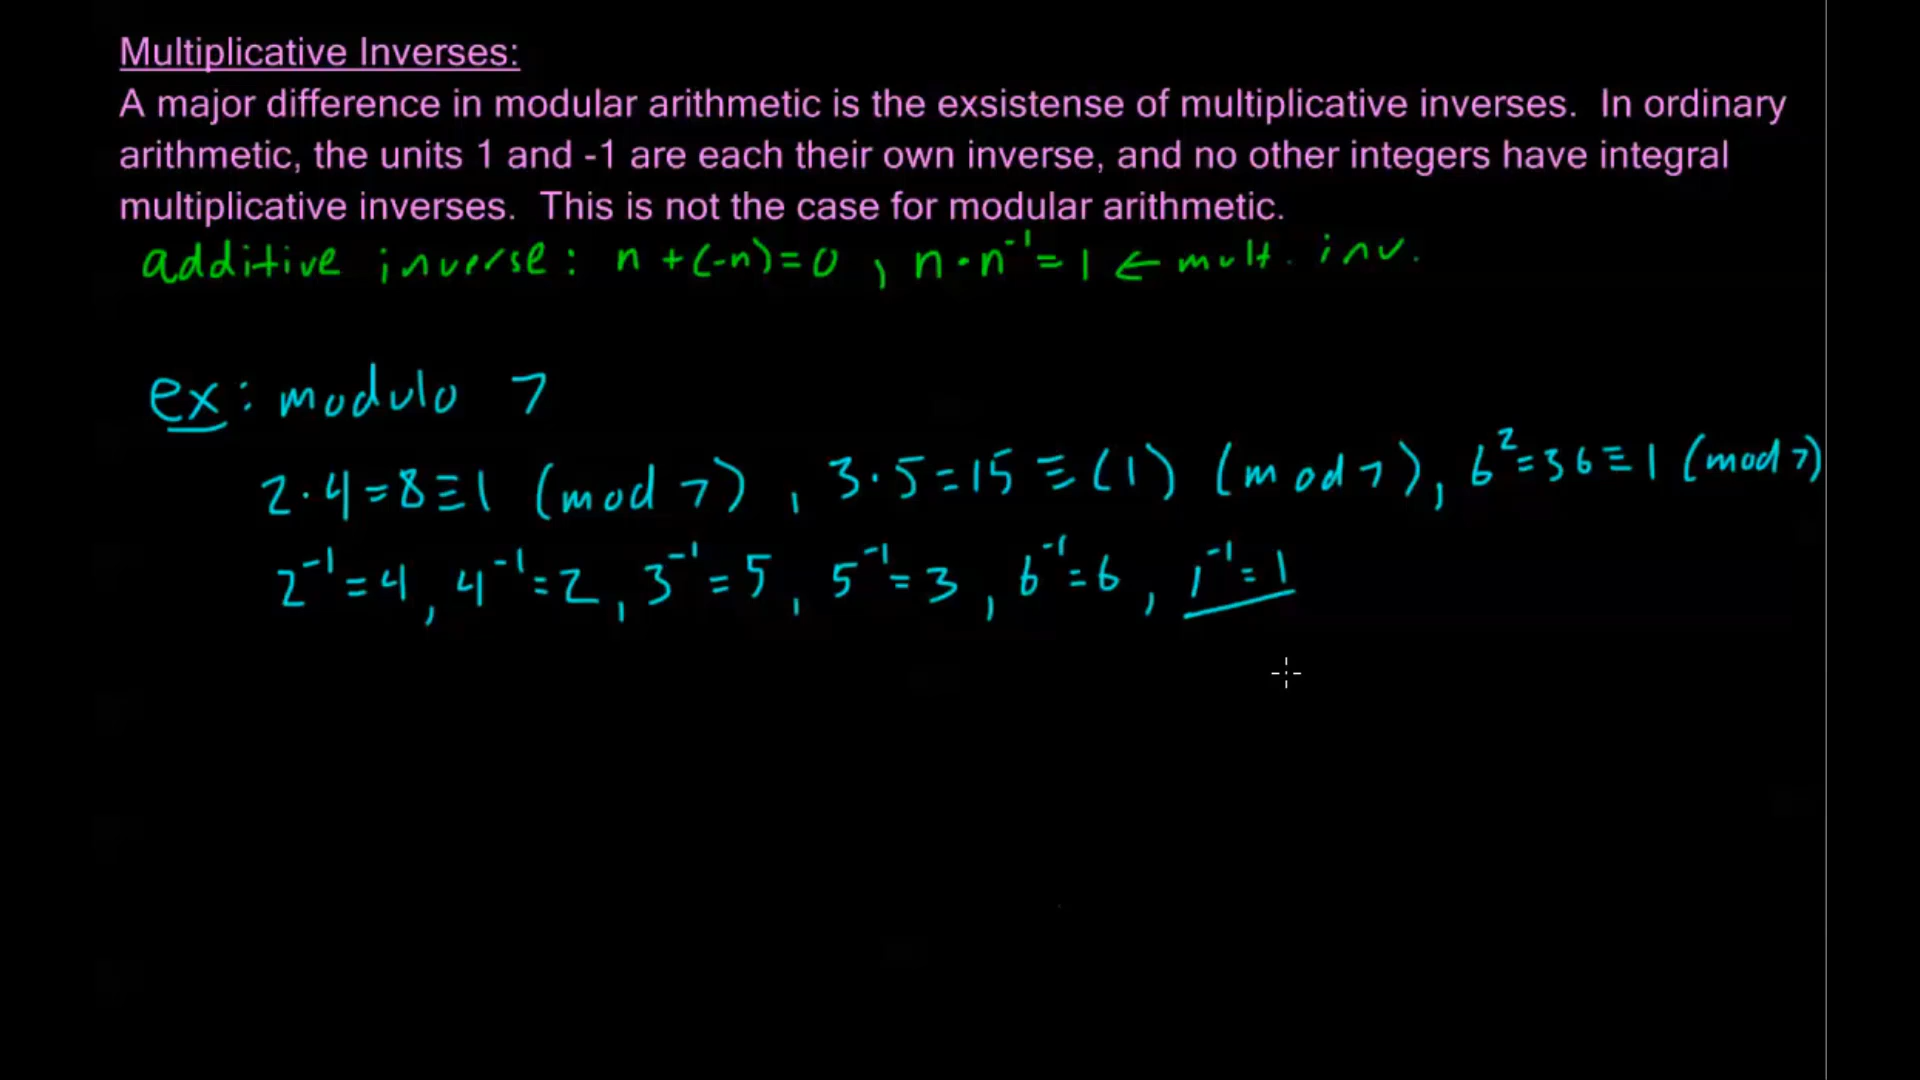 Multiplicative Inverses:
A major difference in modular arithmetic is the exsistense of multiplicative inverses. In ordinary
arithmetic, the units 1 and -1 are each their own inverse, and no other integers have integral
multiplicative inverses. This is not the case for modular arithmetic.
additive inverse: n+(-n)=0, n·n⁻¹=1 ← mult. inv.
ex: modulo 7
2·4=8≡1 (mod 7), 3·5=15≡(1) (mod 7), 6²=36≡1 (mod 7)
2⁻¹=4, 4⁻¹=2, 3⁻¹=5, 5⁻¹=3, 6⁻¹=6, 1⁻¹=1